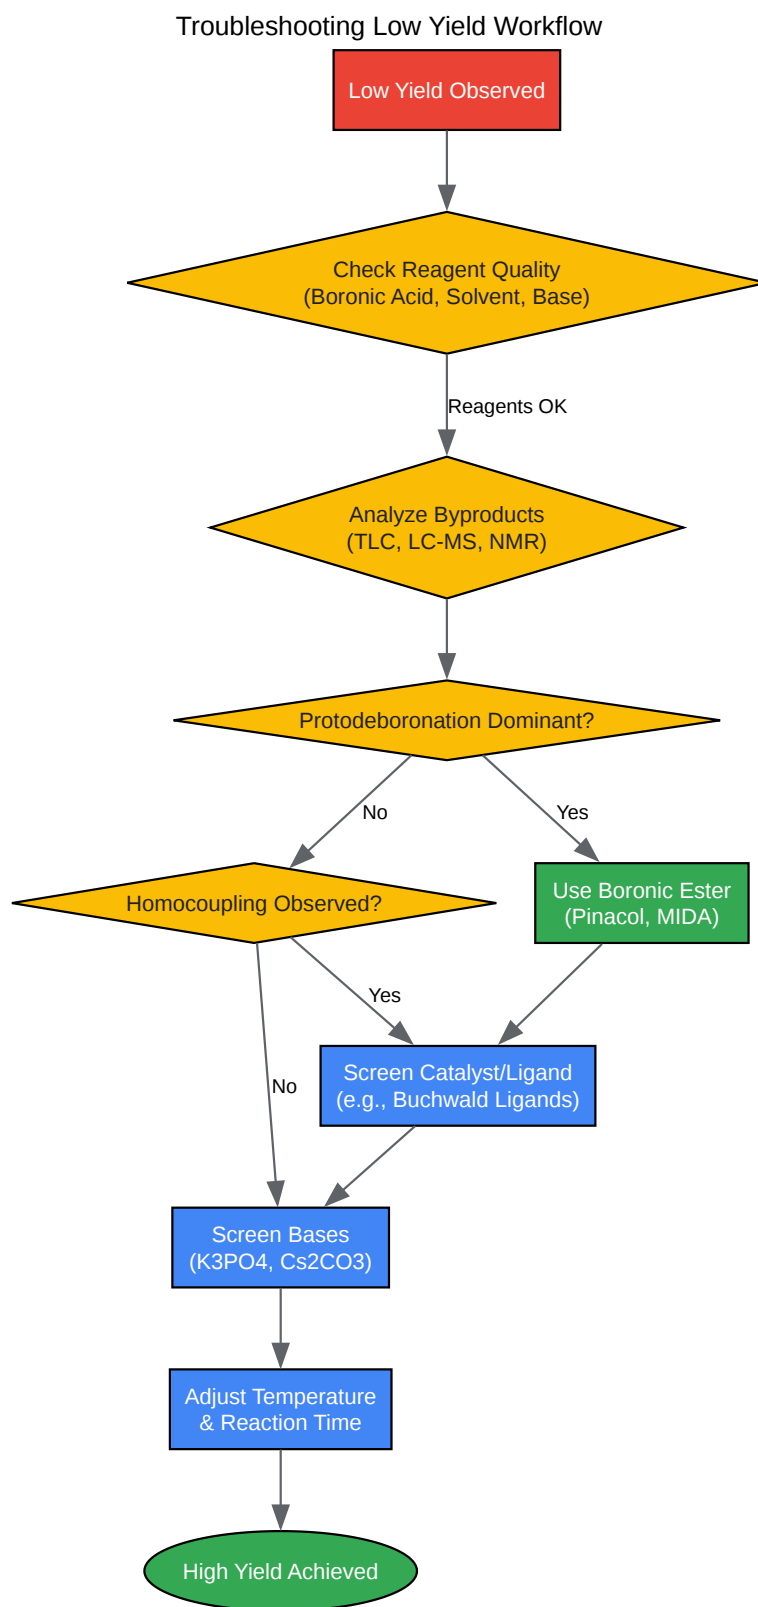 Troubleshooting Low Yield Workflow
Low Yield Observed
Check Reagent Quality
(Boronic Acid, Solvent, Base)
Reagents OK
Analyze Byproducts
(TLC, LC-MS, NMR)
Protodeboronation Dominant?
No
Yes
Homocoupling Observed?
Use Boronic Ester
(Pinacol, MIDA)
Yes
No
Screen Catalyst/Ligand
(e.g., Buchwald Ligands)
Screen Bases
(K3PO4, Cs2CO3)
Adjust Temperature
& Reaction Time
High Yield Achieved